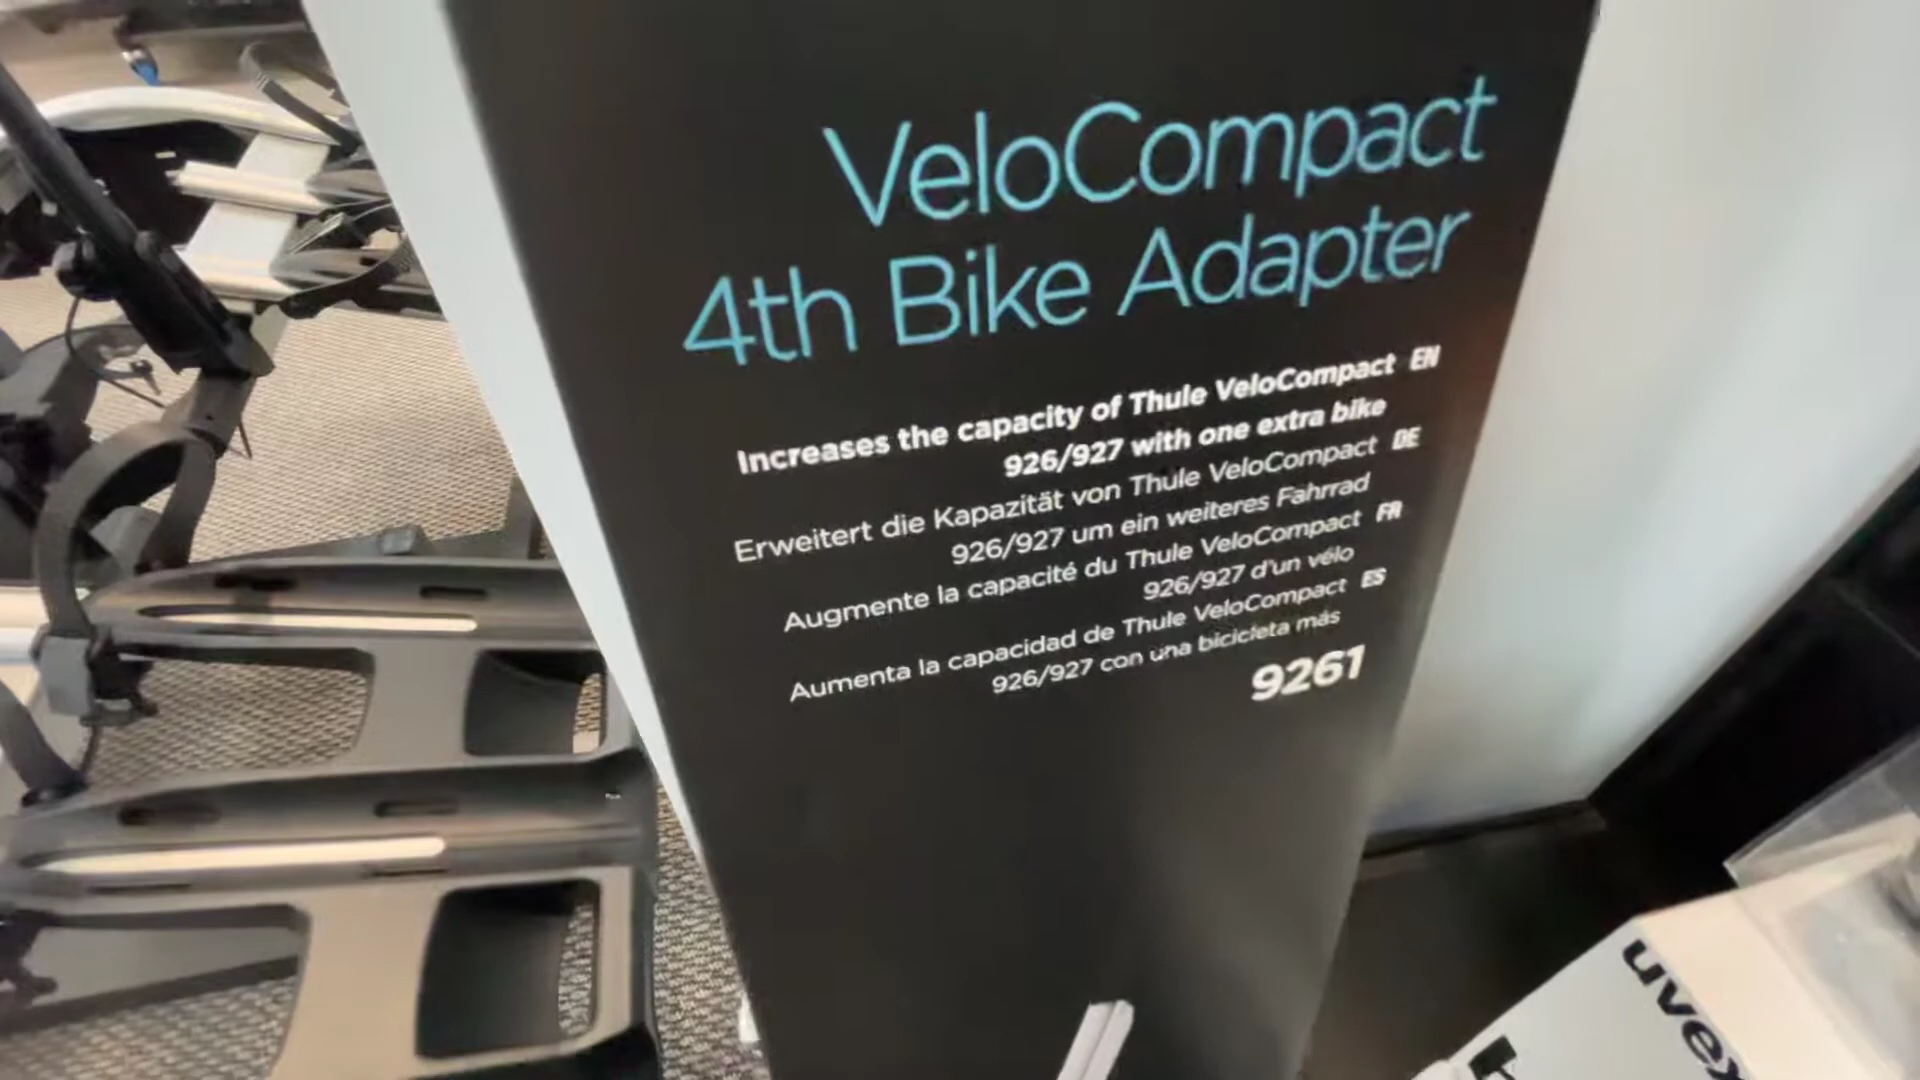 VeloCompact
4th Bike Adapter
Increases the capacity of Thule VeloCompact EN
926/927 with one extra bike
Erweitert die Kapazität von Thule VeloCompact DE
926/927 um ein weiteres Fahrrad
Augmente la capacité du Thule VeloCompact FR
926/927 d'un vélo
Aumenta la capacidad de Thule VeloCompact ES
926/927 con una bicicleta más
9261
uvex